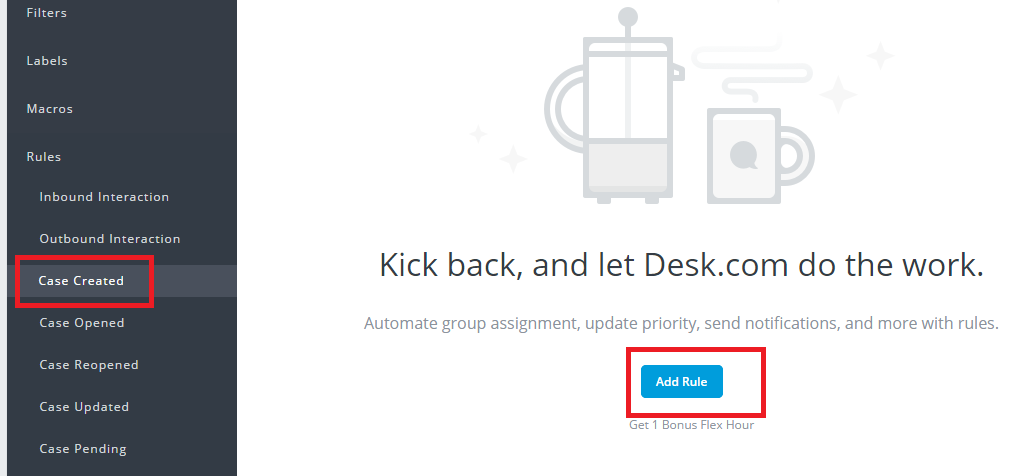 Filters
Labels
Macros
Rules
Inbound Interaction
Outbound Interaction
Case Created
Case Opened
Case Reopened
Case Updated
Case Pending
Kick back, and let Desk.com do the work.
Automate group assignment, update priority, send notifications, and more with rules.
Add Rule
Get 1 Bonus Flex Hour